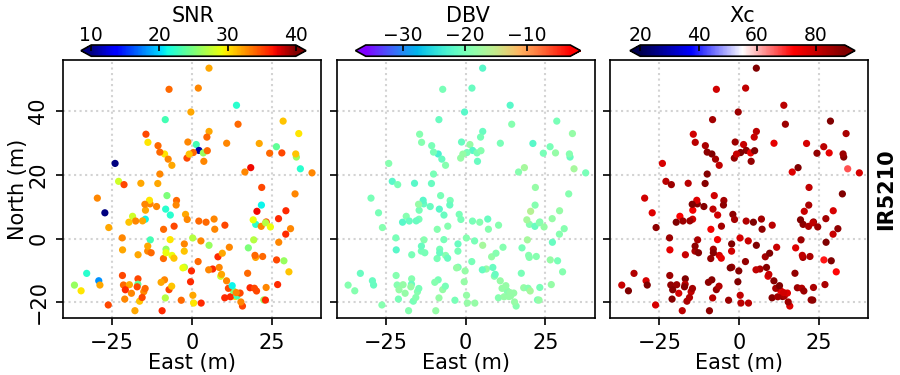 SNR DBV Xc
10 20 30 40 −30 −20 −10 20 40 60 80
40
20
0
−20
North (m)
IR5210
−25 0 25 −25 0 25 −25 0 25
East (m) East (m) East (m)